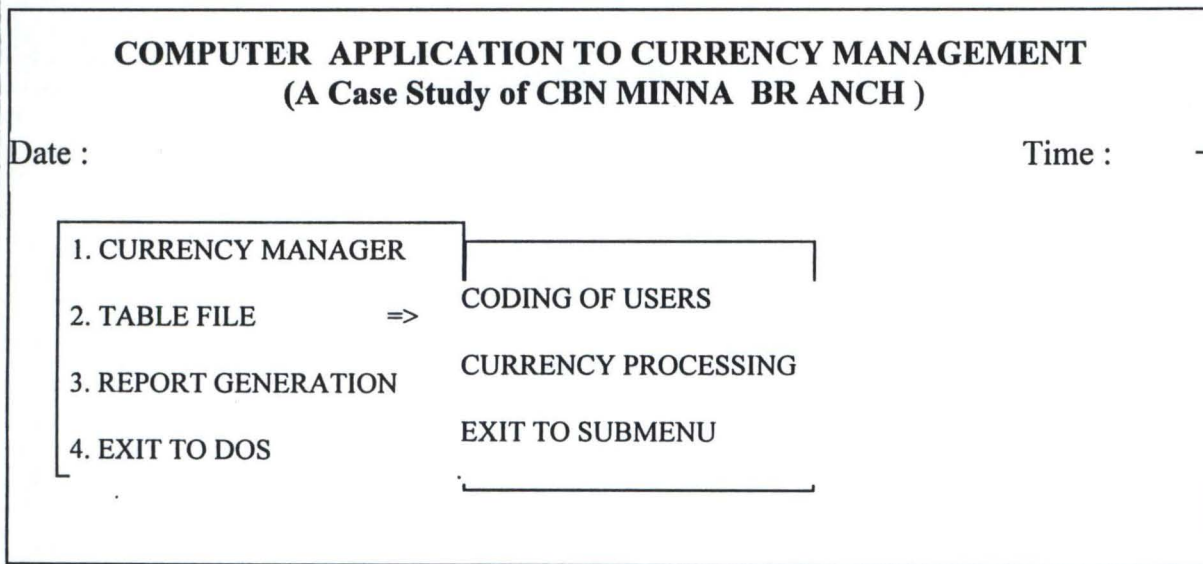 COMPUTER APPLICATION TO CURRENCY MANAGEMENT
(A Case Study of CBN MINNA BR ANCH )
Date :
Time :
1. CURRENCY MANAGER
2. TABLE FILE =>
3. REPORT GENERATION
4. EXIT TO DOS
CODING OF USERS
CURRENCY PROCESSING
EXIT TO SUBMENU